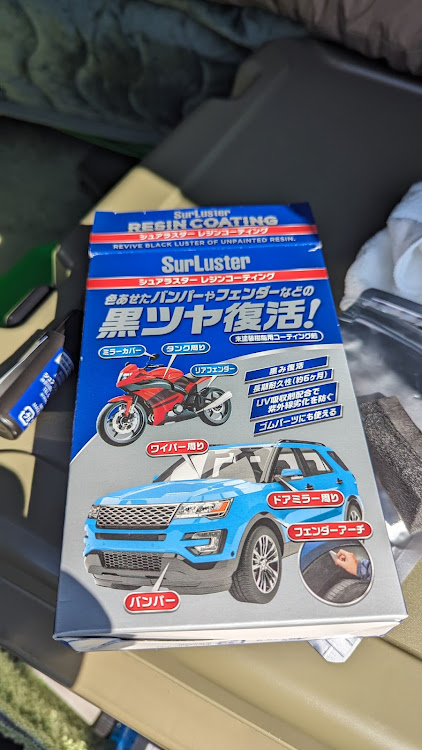 SurLuster
RESIN COATING
シュアラスター レジンコーティング
REVIVE BLACK LUSTER OF UNPAINTED RESIN.
SurLuster
シュアラスター レジンコーティング
色あせたバンパーやフェンダーなどの
黒ツヤ復活!
未塗装樹脂用コーティング剤
ミラーカバー
タンク周り
リアフェンダー
黒み復活
長期耐久性(約6ヶ月)
UV吸収剤配合で
紫外線劣化を防ぐ
ゴムパーツにも使える
ワイパー周り
ドアミラー周り
フェンダーアーチ
バンパー